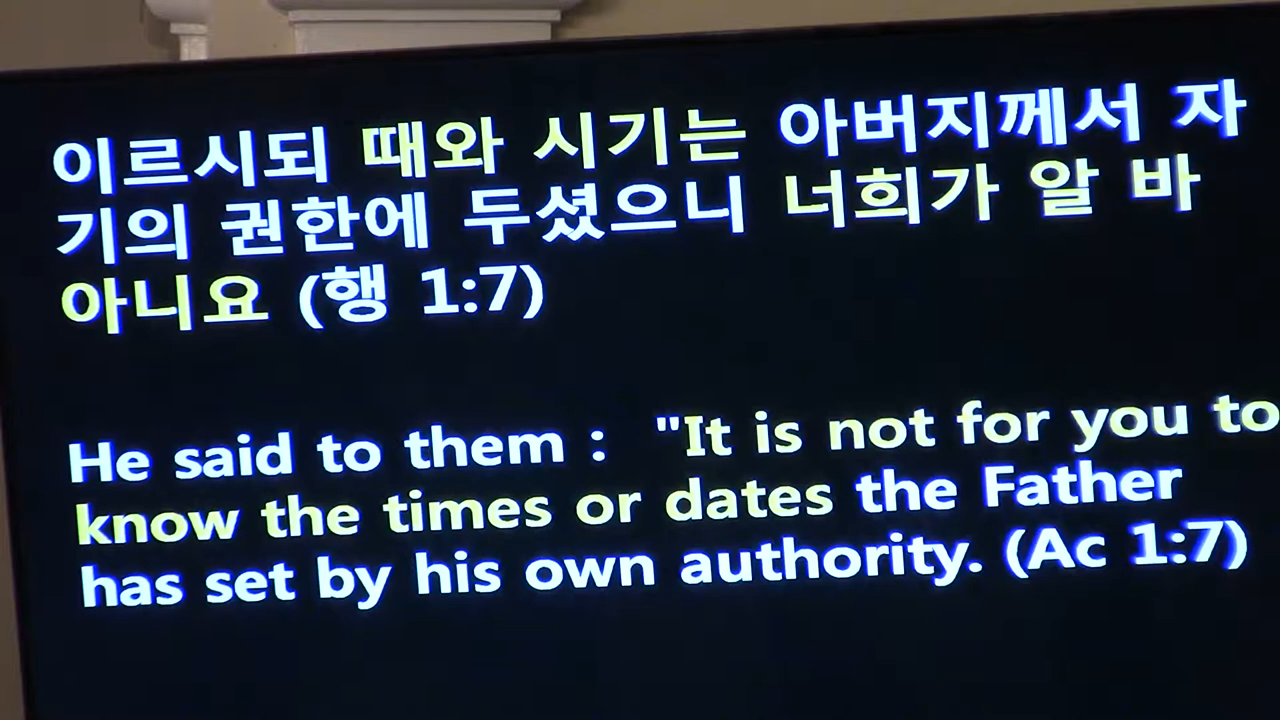 이르시되 때와 시기는 아버지께서 자
기의 권한에 두셨으니 너희가 알 바
아니요 (행 1:7)
He said to them :  "It is not for you to
know the times or dates the Father
has set by his own authority. (Ac 1:7)